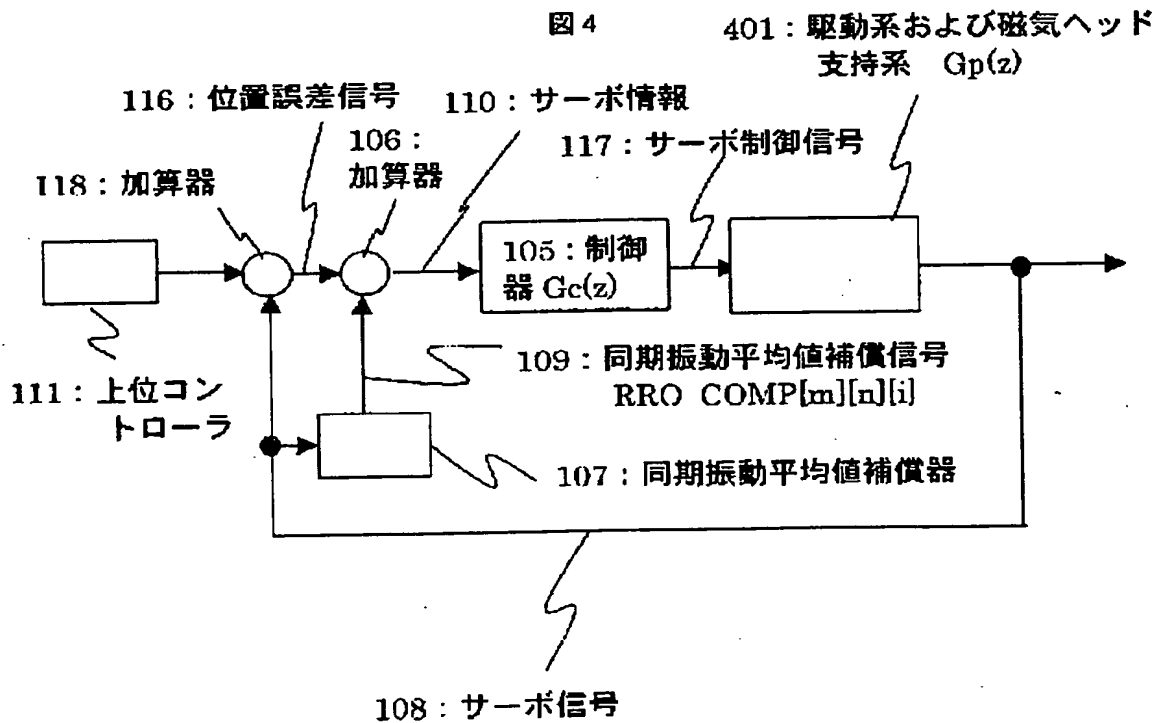 図4
401:駆動系および磁気ヘッド
支持系 Gp(z)
116:位置誤差信号
110:サーボ情報
106:
加算器
117:サーボ制御信号
118:加算器
105:制御
器 Gc(z)
109:同期振動平均値補償信号
RRO COMP[m][n][i]
111:上位コン
トローラ
107:同期振動平均値補償器
108:サーボ信号